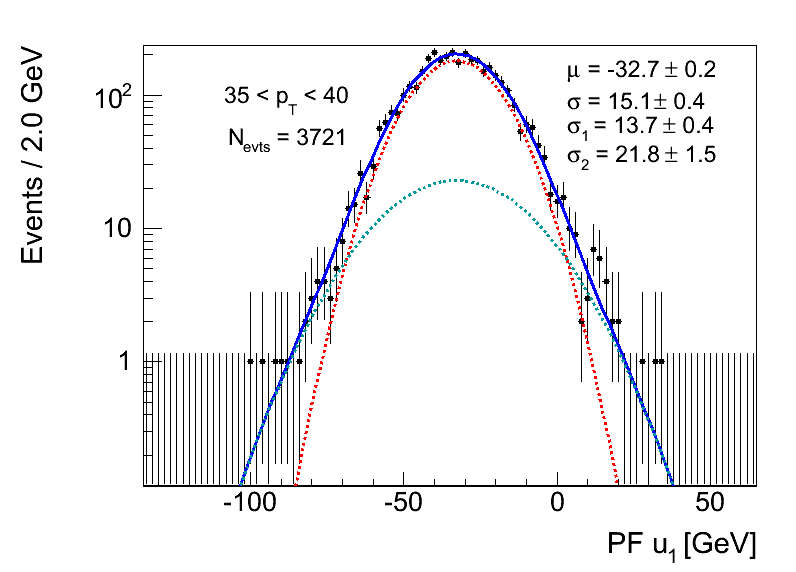 Events / 2.0 GeV
10²
10
1
35 < p_T < 40
N_evts = 3721
μ = -32.7 ± 0.2
σ = 15.1± 0.4
σ₁ = 13.7 ± 0.4
σ₂ = 21.8 ± 1.5
-100 -50 0 50
PF u₁ [GeV]